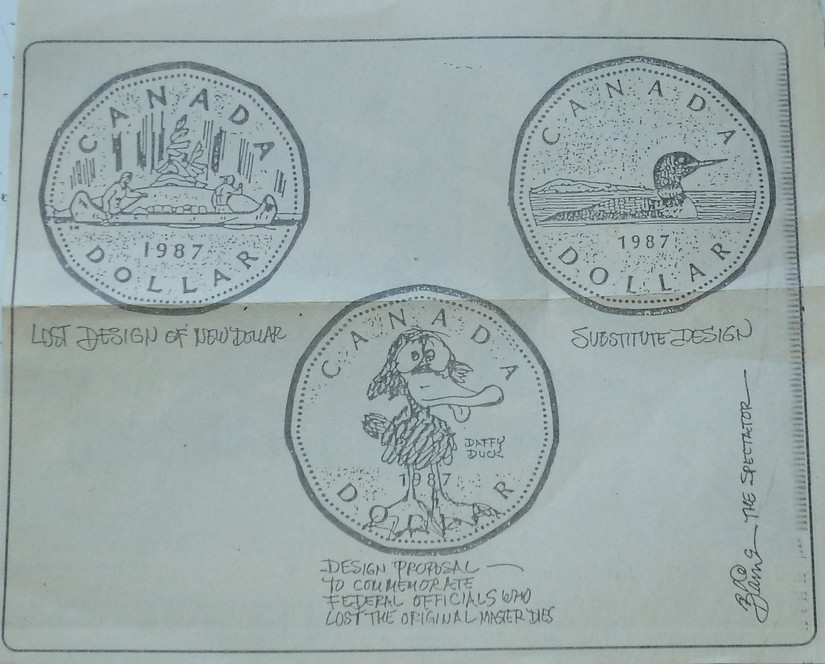 CANADA
1987
DOLLAR
LOST DESIGN OF NEW DOLLAR
CANADA
1987
DOLLAR
SUBSTITUTE DESIGN
CANADA
DAFFY
DUCK
1987
DOLLAR
DESIGN PROPOSAL —
TO COMMEMORATE
FEDERAL OFFICIALS WHO
LOST THE ORIGINAL MASTER DIES
Blaine — THE SPECTATOR —